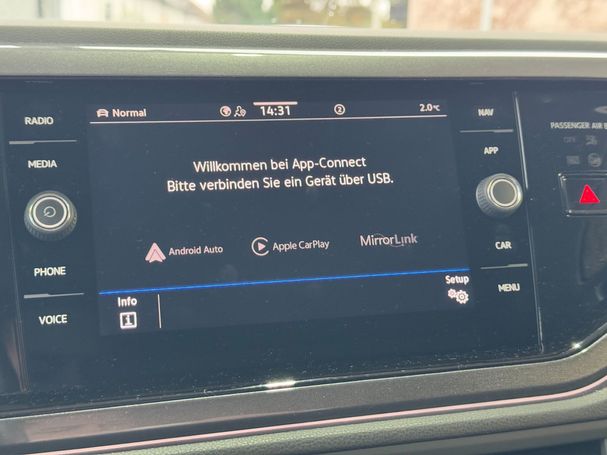 RADIO
MEDIA
PHONE
VOICE
Normal
14:31
2
2.0°C
Willkommen bei App-Connect
Bitte verbinden Sie ein Gerät über USB.
Android Auto
Apple CarPlay
MirrorLink
Info
i
Setup
NAV
APP
CAR
MENU
PASSENGER AIR B